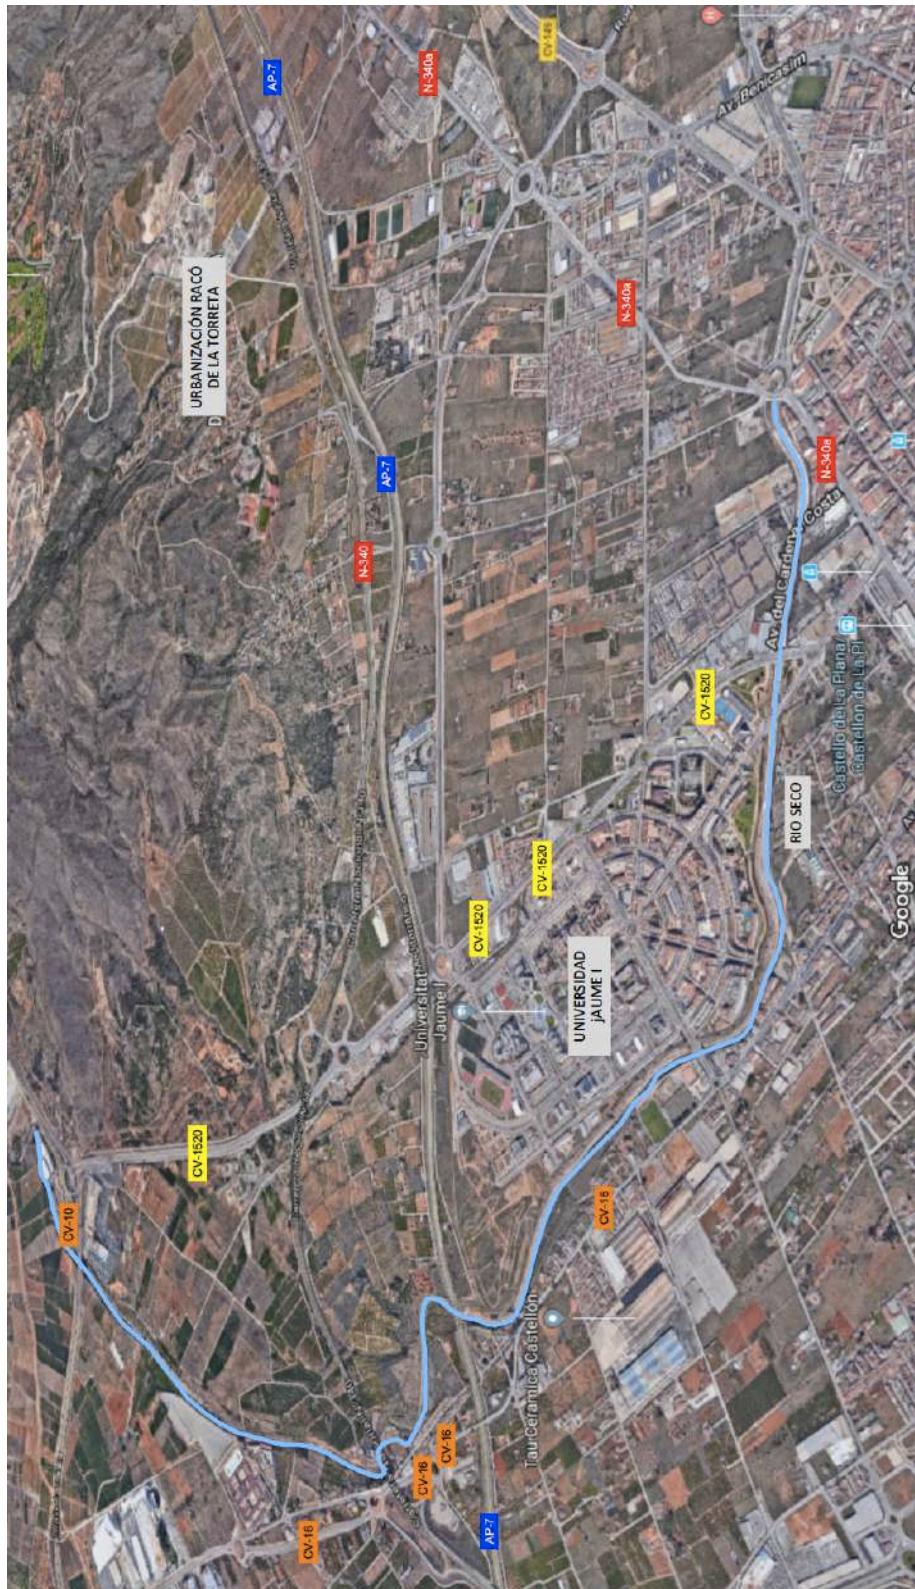 CV-10
CV-1520
URBANIZACIÓN RACÓ
DE LA TORRETA
AP-7
CV-16
N-340
AP-7
CV-16
Universitat
Jaume I
N-340a
CV-16
CV-1520
AP-7
Tau Ceramica Castellón
CV-1520
CV-149
UNIVERSIDAD
jAUME I
CV-16
N-340a
CV-1520
Av. Benicasim
Av. del Cardenal Costa
RIO SECO
N-340a
Castelló de La Plana/
Castellon de La Pl
Google
Av